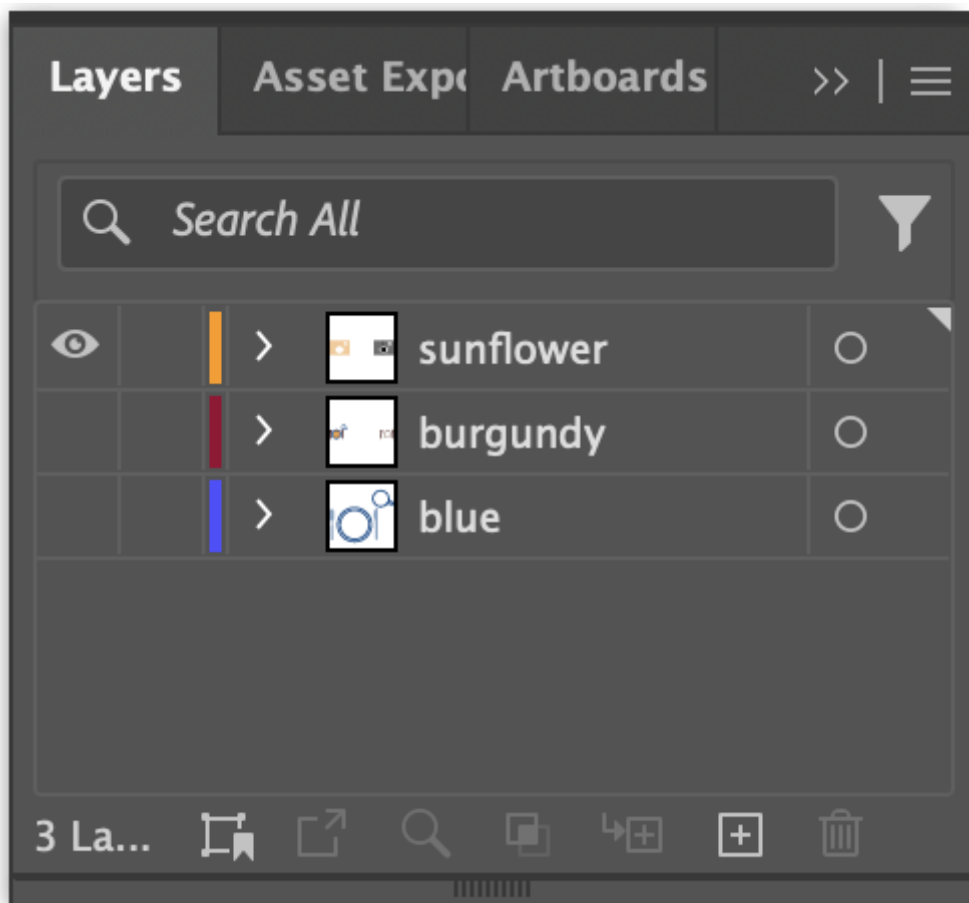 Layers Asset Expo Artboards
Search All
sunflower
burgundy
blue
3 La...